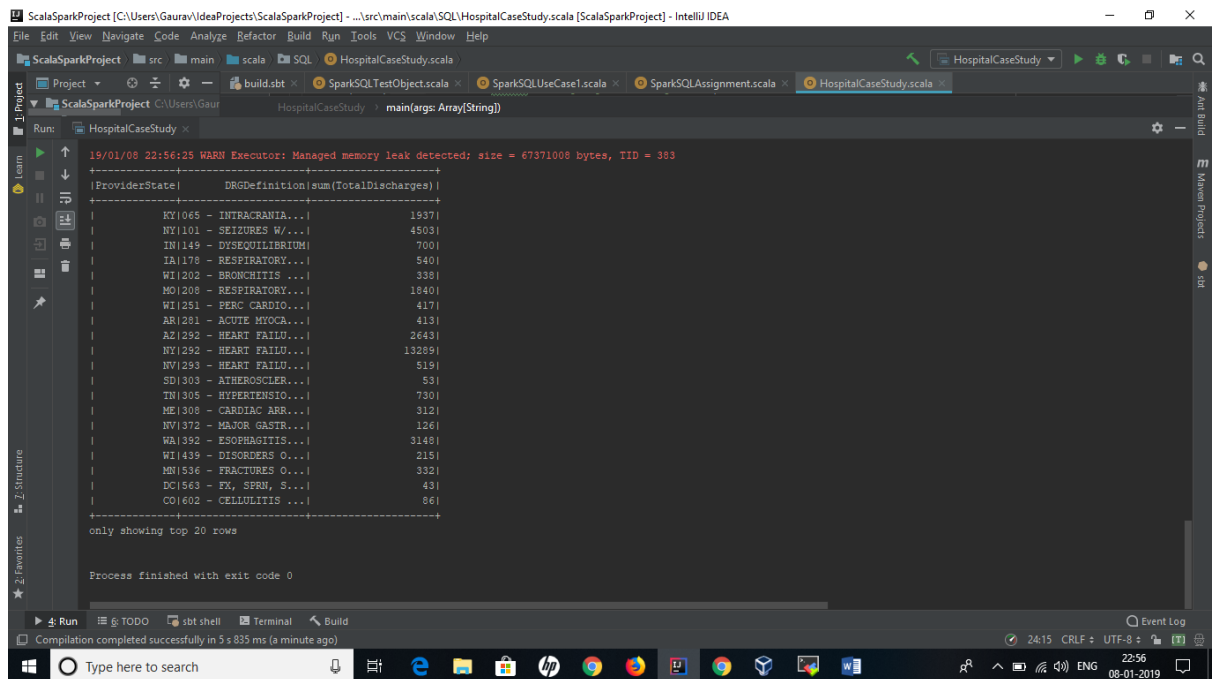 ScalaSparkProject [C:\Users\Gaurav\IdeaProjects\ScalaSparkProject] - ...\src\main\scala\SQL\HospitalCaseStudy.scala [ScalaSparkProject] - IntelliJ IDEA
File Edit View Navigate Code Analyze Refactor Build Run Tools VCS Window Help
ScalaSparkProject src main scala SQL HospitalCaseStudy.scala HospitalCaseStudy
Project build.sbt SparkSQLTestObject.scala SparkSQLUseCase1.scala SparkSQLAssignment.scala HospitalCaseStudy.scala
1: Project
ScalaSparkProject C:\Users\Gaur HospitalCaseStudy main(args: Array[String])
Ant Build
Run: HospitalCaseStudy
Learn
19/01/08 22:56:25 WARN Executor: Managed memory leak detected; size = 67371008 bytes, TID = 383
+-------------+--------------------+--------------------+
|ProviderState|       DRGDefinition|sum(TotalDischarges)|
+-------------+--------------------+--------------------+
|           KY|065 - INTRACRANIA...|                1937|
|           NY|101 - SEIZURES W/...|                4503|
|           IN|149 - DYSEQUILIBRIUM|                 700|
|           IA|178 - RESPIRATORY...|                 540|
|           WI|202 - BRONCHITIS ...|                 338|
|           MO|208 - RESPIRATORY...|                1840|
|           WI|251 - PERC CARDIO...|                 417|
|           AR|281 - ACUTE MYOCA...|                 413|
|           AZ|292 - HEART FAILU...|                2643|
|           NY|292 - HEART FAILU...|               13289|
|           NV|293 - HEART FAILU...|                 519|
|           SD|303 - ATHEROSCLER...|                  53|
|           TN|305 - HYPERTENSIO...|                 730|
|           ME|308 - CARDIAC ARR...|                 312|
|           NV|372 - MAJOR GASTR...|                 126|
|           WA|392 - ESOPHAGITIS...|                3148|
|           WI|439 - DISORDERS O...|                 215|
|           MN|536 - FRACTURES O...|                 332|
|           DC|563 - FX, SPRN, S...|                  43|
|           CO|602 - CELLULITIS ...|                  86|
+-------------+--------------------+--------------------+
only showing top 20 rows
Process finished with exit code 0
m Maven Projects
sbt
Z: Structure
2: Favorites
4: Run 6: TODO sbt shell Terminal Build Event Log
Compilation completed successfully in 5 s 835 ms (a minute ago) 24:15 CRLF UTF-8 [T]
Type here to search ENG 22:56
08-01-2019